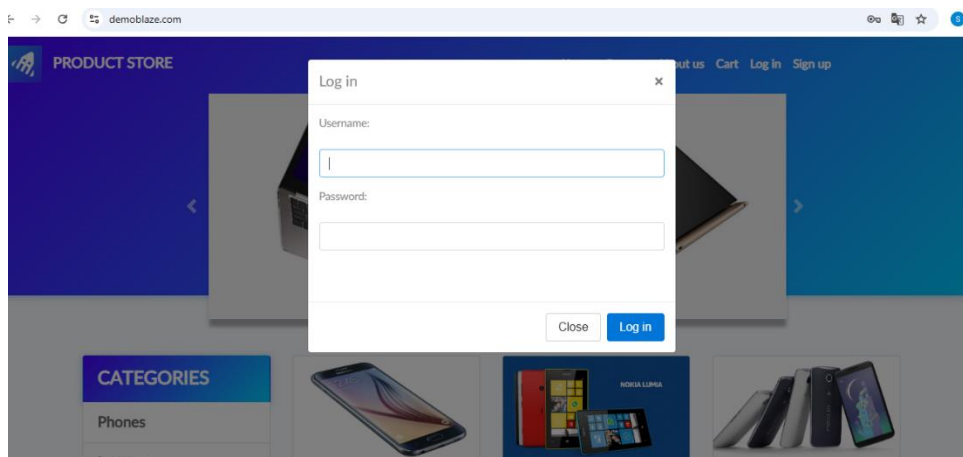 demoblaze.com
PRODUCT STORE
out us Cart Log in Sign up
Log in
Username:
Password:
Close Log in
CATEGORIES
Phones
NOKIA LUMIA